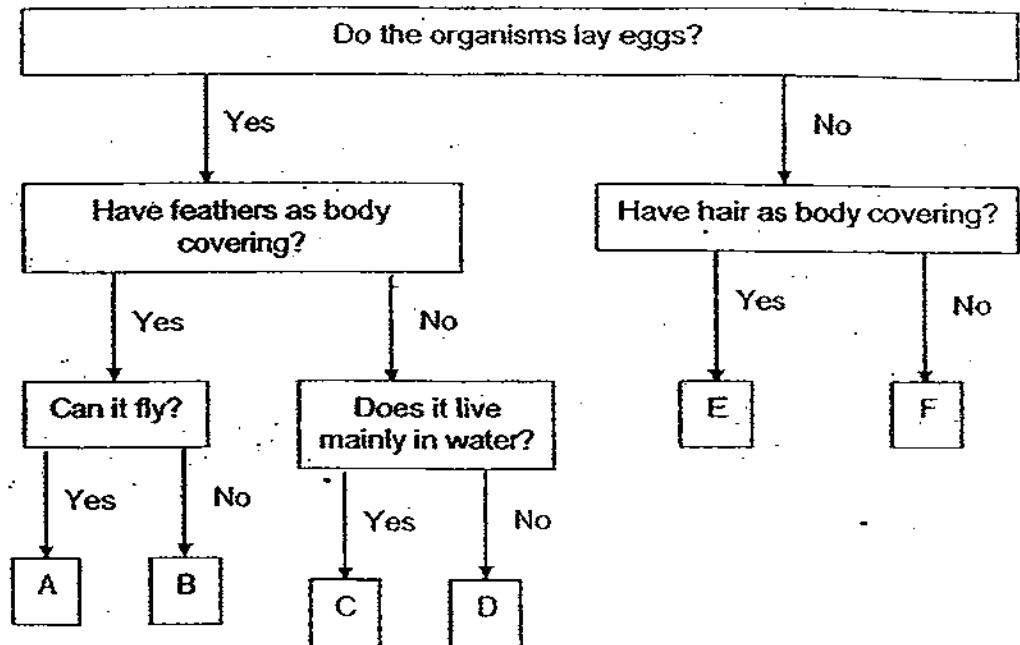 Do the organisms lay eggs?
Yes
No
Have feathers as body
covering?
Have hair as body covering?
Yes
No
Yes
No
Can it fly?
Does it live
mainly in water?
E
F
Yes
No
Yes
No
A
B
C
D